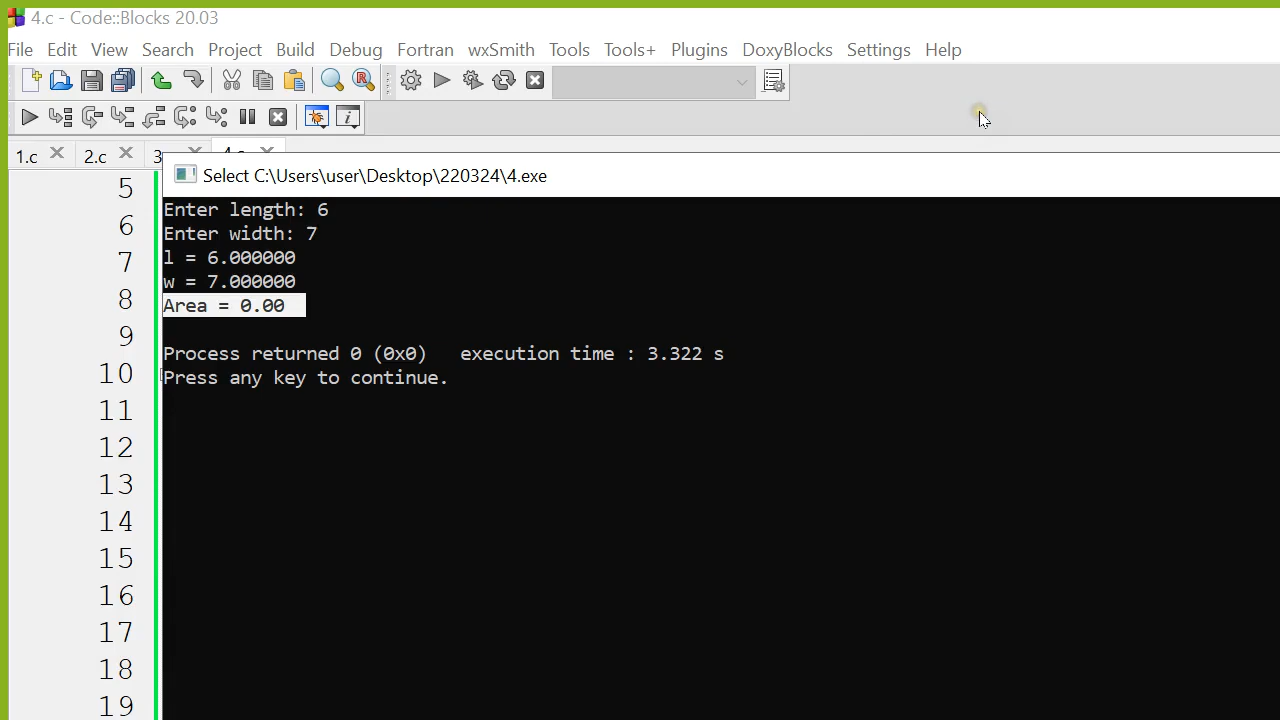 4.c - Code::Blocks 20.03
File Edit View Search Project Build Debug Fortran wxSmith Tools Tools+ Plugins DoxyBlocks Settings Help
1.c 2.c 3 4.c
Select C:\Users\user\Desktop\220324\4.exe
5
6
7
8
9
10
11
12
13
14
15
16
17
18
19
Enter length: 6
Enter width: 7
l = 6.000000
w = 7.000000
Area = 0.00
Process returned 0 (0x0) execution time : 3.322 s
Press any key to continue.